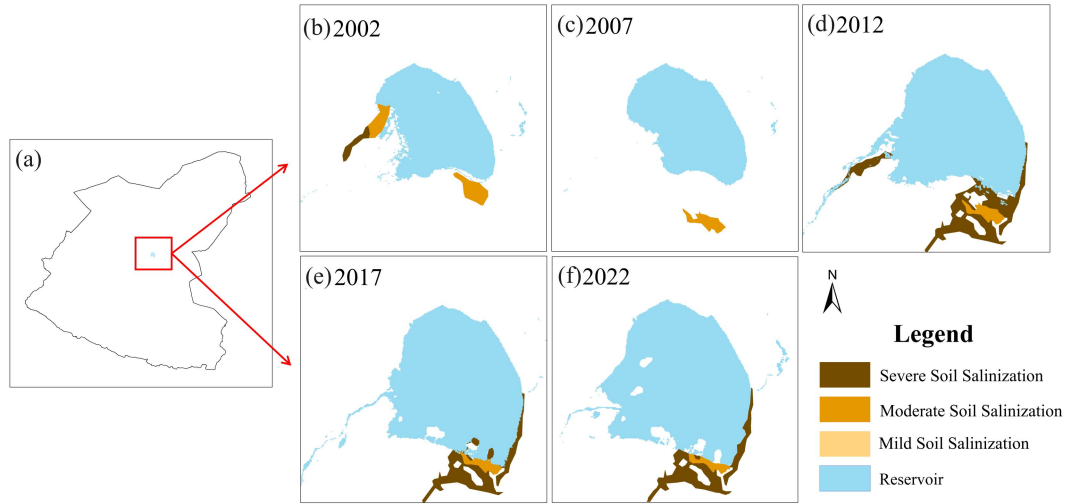 (a)
(b)2002
(c)2007
(d)2012
(e)2017
(f)2022
N
Legend
Severe Soil Salinization
Moderate Soil Salinization
Mild Soil Salinization
Reservoir